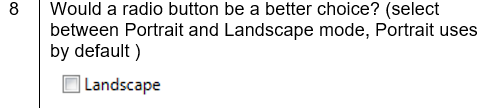 8 Would a radio button be a better choice? (select
between Portrait and Landscape mode, Portrait uses
by default )
Landscape